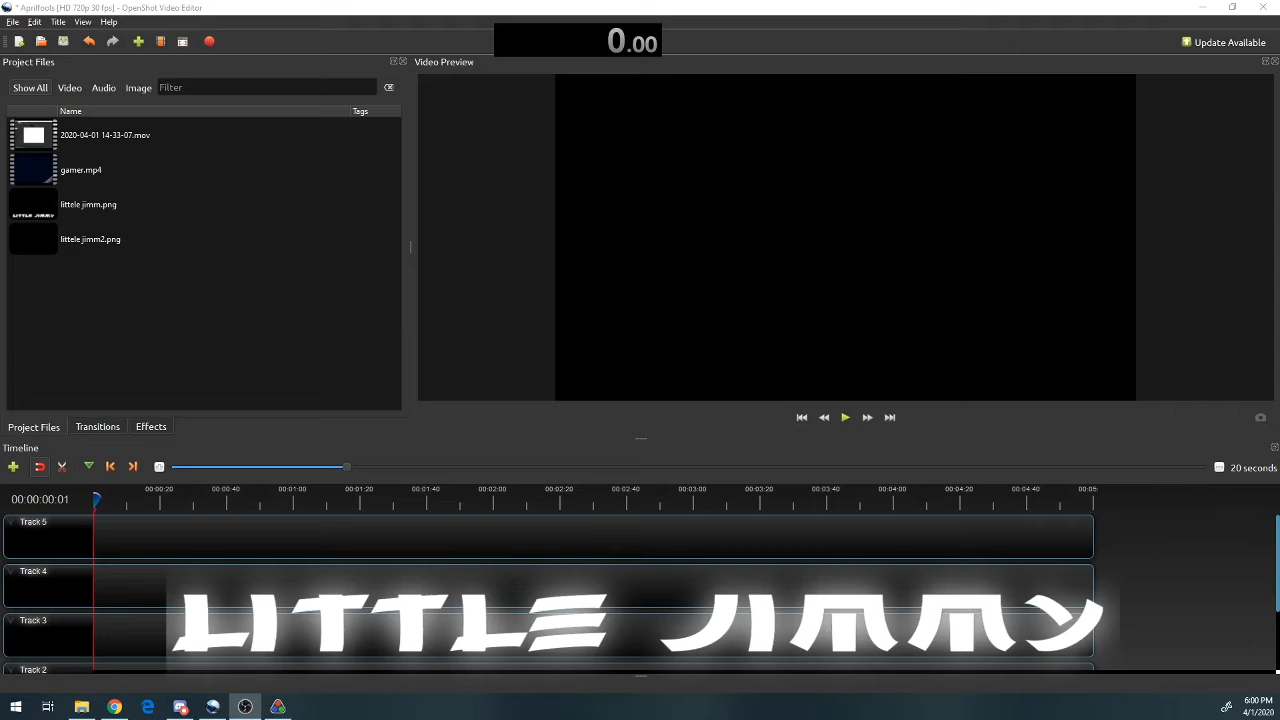 * Aprilfools [HD 720p 30 fps] - OpenShot Video Editor
File Edit Title View Help
0.00
Update Available
Project Files
Video Preview
Show All Video Audio Image Filter
Name Tags
2020-04-01 14-33-07.mov
gamer.mp4
LITTLE JIMMY
littele jimm.png
littele jimm2.png
Project Files Transitions Effects
Timeline
20 seconds
00:00:00:01
00:00:20 00:00:40 00:01:00 00:01:20 00:01:40 00:02:00 00:02:20 00:02:40 00:03:00 00:03:20 00:03:40 00:04:00 00:04:20 00:04:40 00:05:
Track 5
Track 4
LITTLE JIMMY
Track 3
Track 2
6:00 PM
4/1/2020